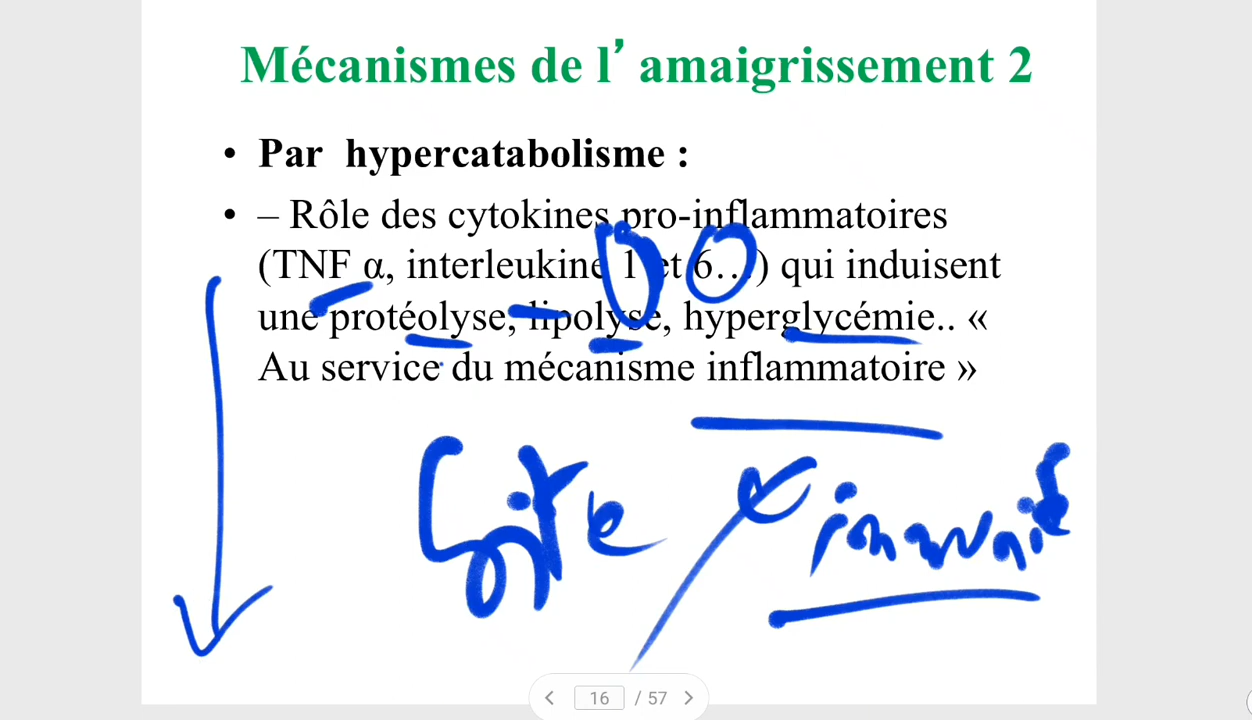 Mécanismes de l’ amaigrissement 2
• Par hypercatabolisme :
• – Rôle des cytokines pro-inflammatoires
(TNF α, interleukine 1 et 6…) qui induisent
une protéolyse, lipolyse, hyperglycémie.. «
Au service du mécanisme inflammatoire »
Site
16 / 57